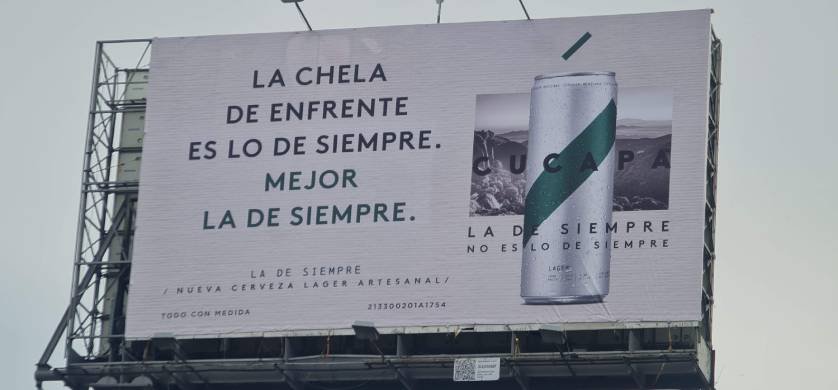 LA CHELA
DE ENFRENTE
ES LO DE SIEMPRE.
MEJOR
LA DE SIEMPRE.
LA DE SIEMPRE
/ NUEVA CERVEZA LAGER ARTESANAL /
TODO CON MEDIDA
213300201A1754
CUCAPA
LA DE SIEMPRE
NO ES LO DE SIEMPRE
LAGER